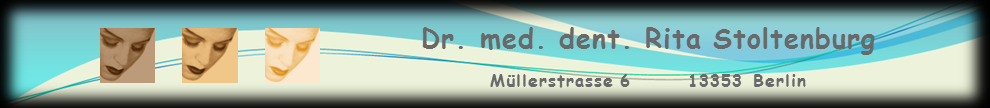 Dr. med. dent. Rita Stoltenburg
Müllerstrasse 6 13353 Berlin